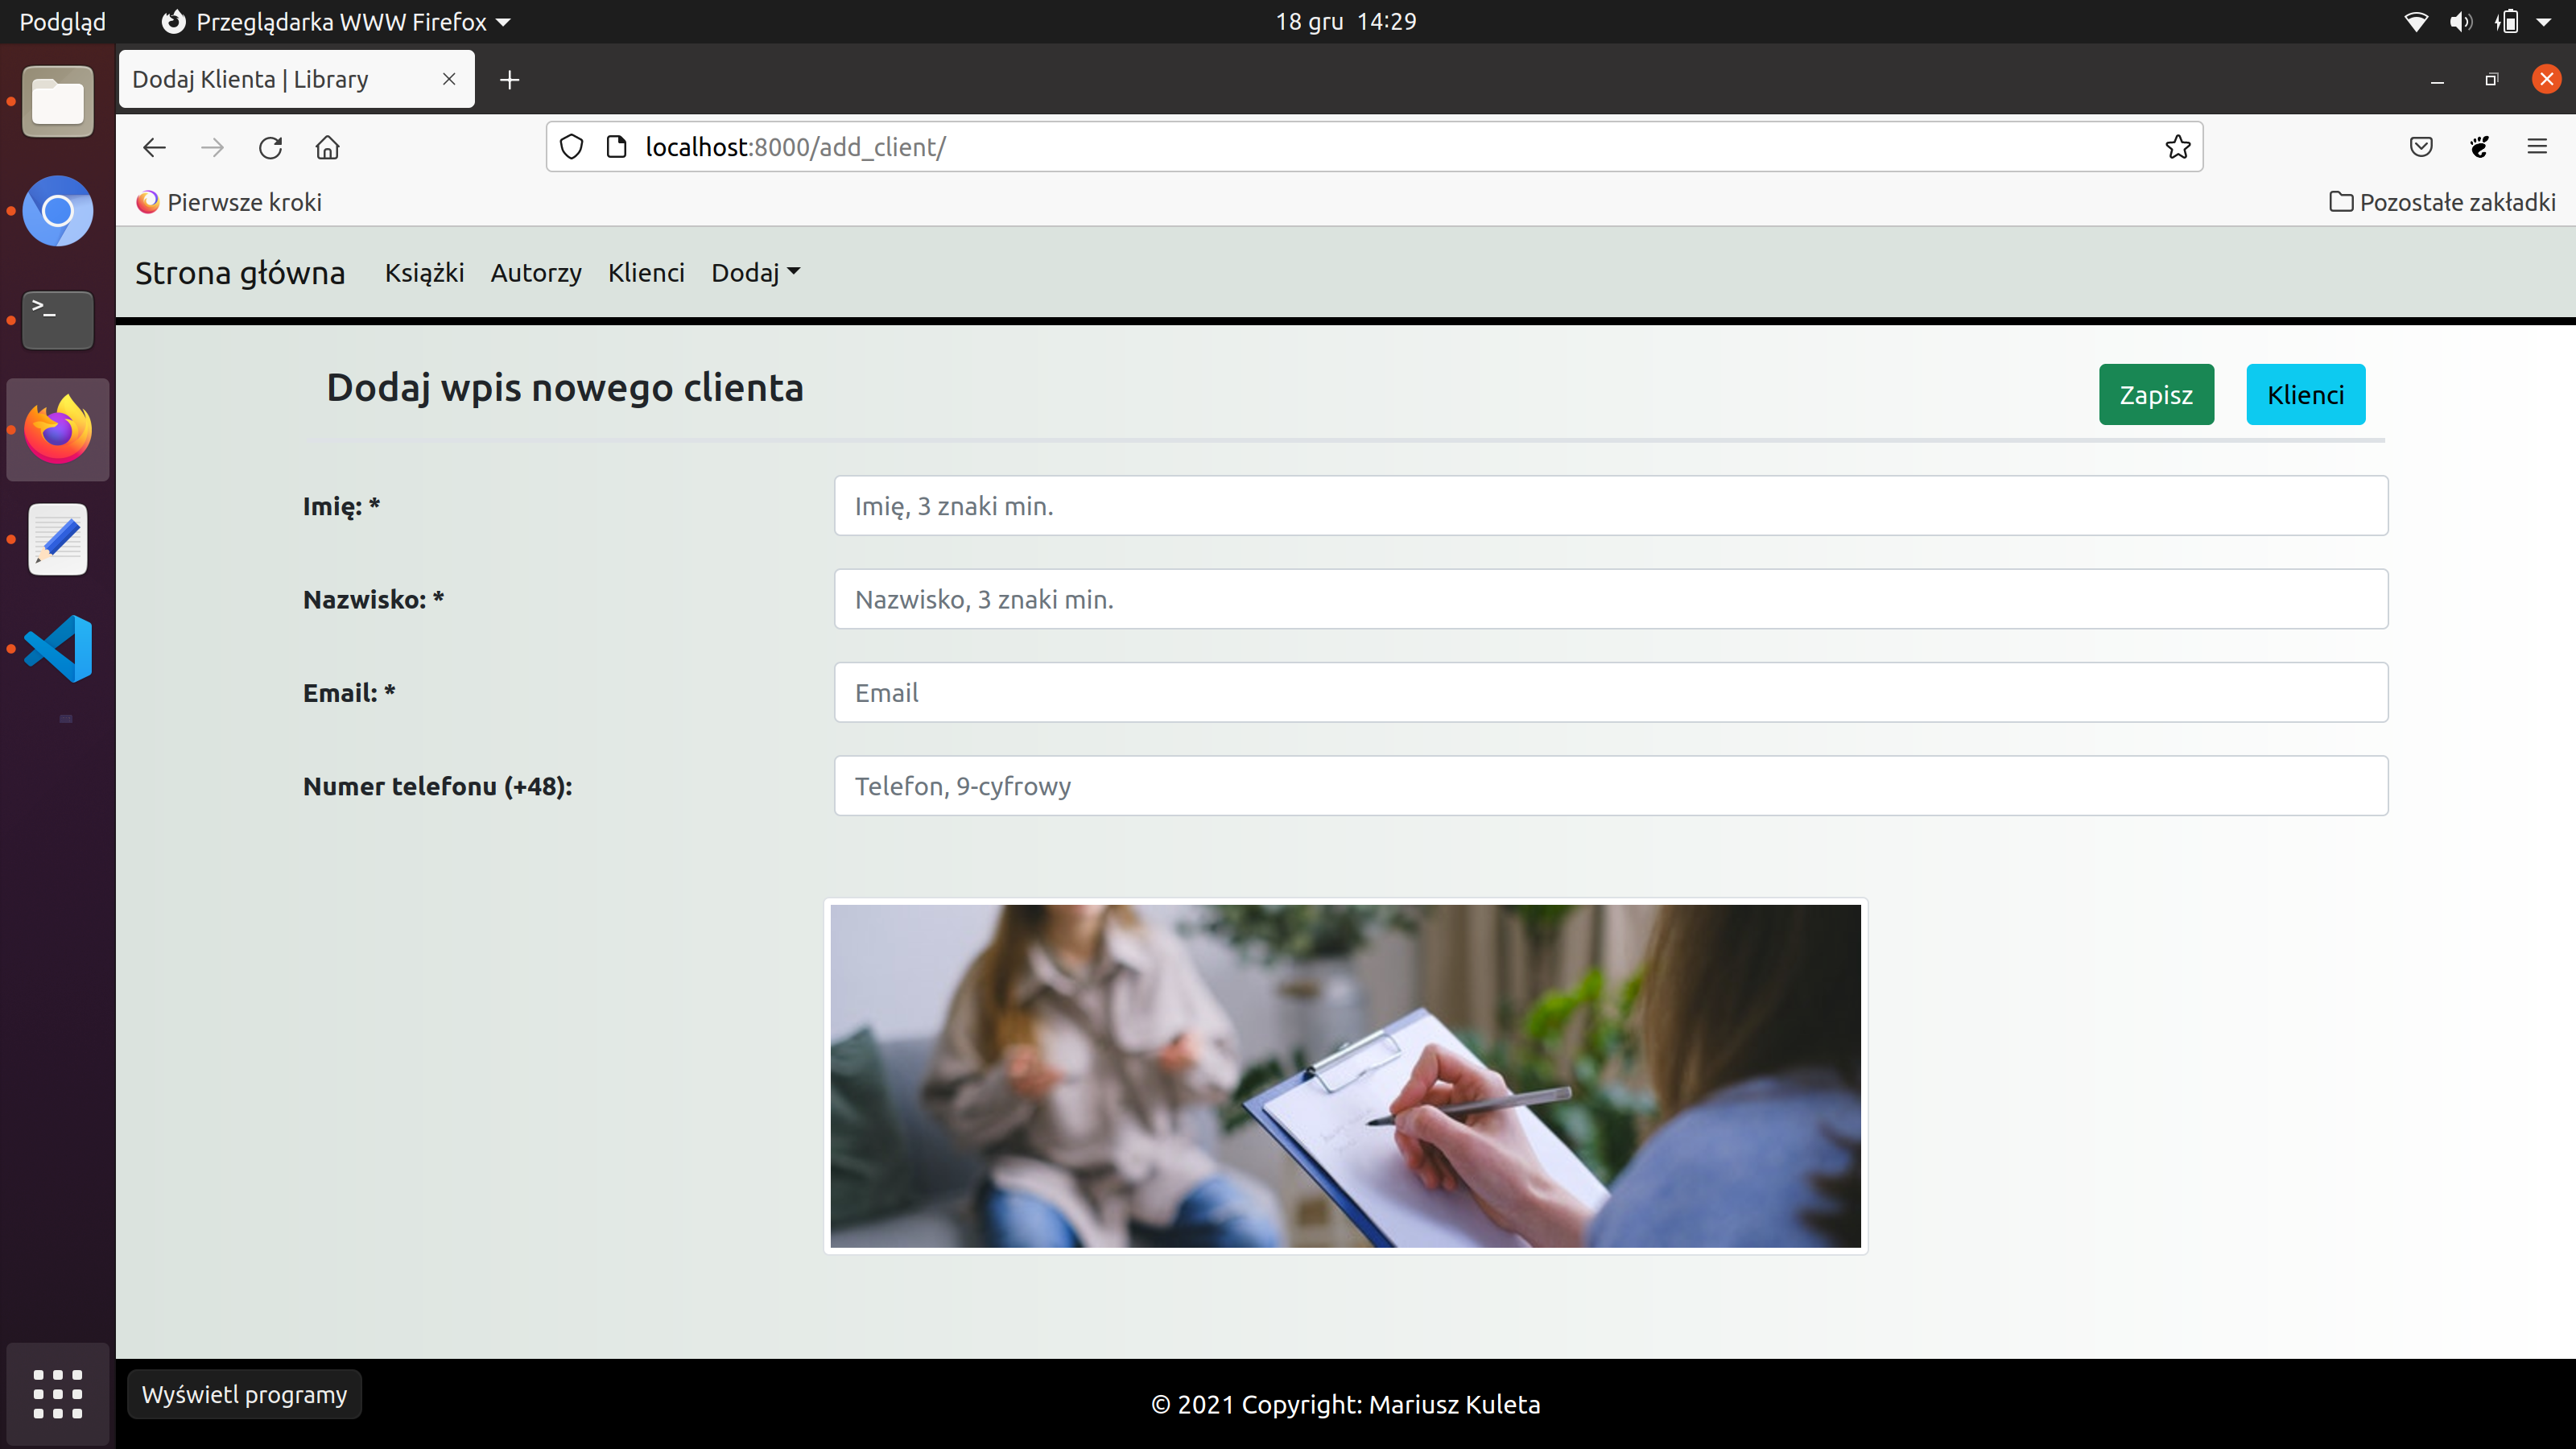 Podgląd Przeglądarka WWW Firefox 18 gru 14:29
Dodaj Klienta | Library
localhost:8000/add_client/
Pierwsze kroki Pozostałe zakładki
Strona główna Książki Autorzy Klienci Dodaj
Dodaj wpis nowego clienta Zapisz Klienci
Imię: * Imię, 3 znaki min.
Nazwisko: * Nazwisko, 3 znaki min.
Email: * Email
Numer telefonu (+48): Telefon, 9-cyfrowy
Wyświetl programy
© 2021 Copyright: Mariusz Kuleta